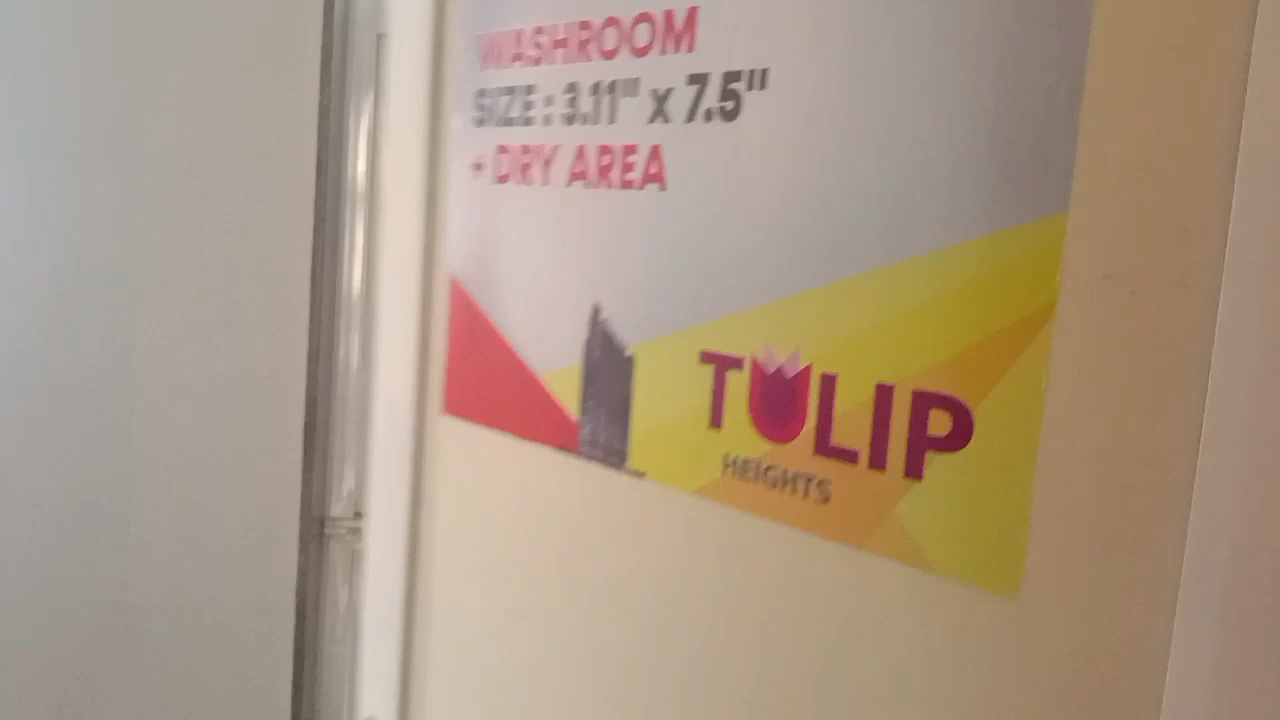 WASHROOM
SIZE : 3.11" x 7.5"
+ DRY AREA
TULIP
HEIGHTS